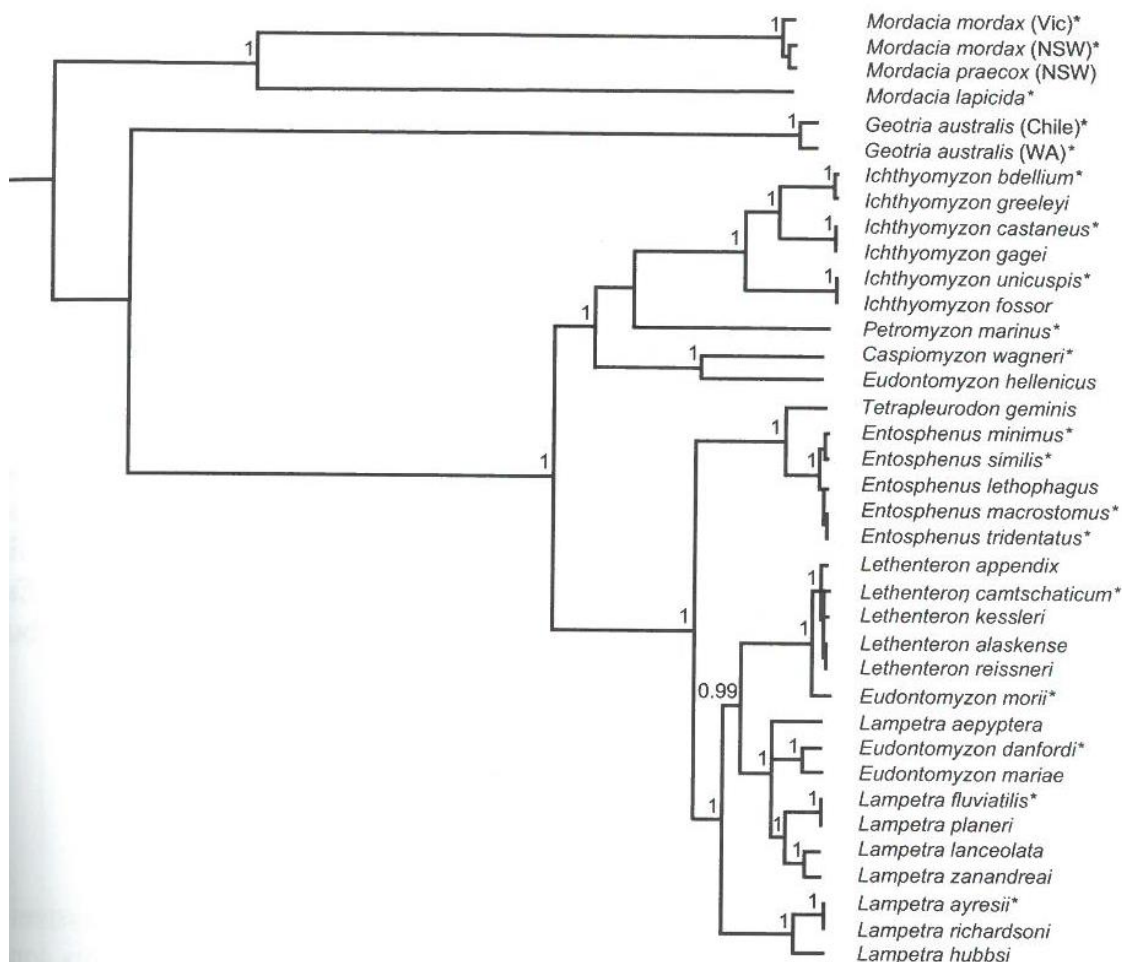 1
Mordacia mordax (Vic)*
1
Mordacia mordax (NSW)*
Mordacia praecox (NSW)
Mordacia lapicida*
1
Geotria australis (Chile)*
Geotria australis (WA)*
1
Ichthyomyzon bdellium*
1
Ichthyomyzon greeleyi
1
Ichthyomyzon castaneus*
1
Ichthyomyzon gagei
1
Ichthyomyzon unicuspis*
Ichthyomyzon fossor
1
Petromyzon marinus*
1
Caspiomyzon wagneri*
Eudontomyzon hellenicus
Tetrapleurodon geminis
1
Entosphenus minimus*
1
Entosphenus similis*
1
Entosphenus lethophagus
Entosphenus macrostomus*
Entosphenus tridentatus*
Lethenteron appendix
1
Lethenteron camtschaticum*
Lethenteron kessleri
1
1
Lethenteron alaskense
Lethenteron reissneri
0.99
Eudontomyzon morii*
Lampetra aepyptera
1
Eudontomyzon danfordi*
1
Eudontomyzon mariae
Lampetra fluviatilis*
1
1
Lampetra planeri
1
1
Lampetra lanceolata
Lampetra zanandreai
1
Lampetra ayresii*
1
Lampetra richardsoni
Lampetra hubbsi